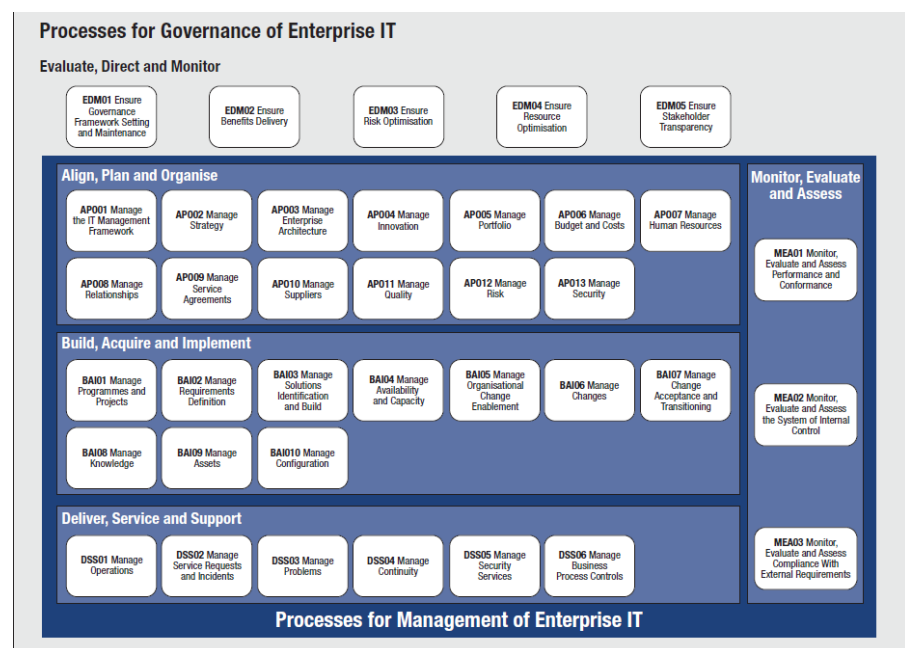 Processes for Governance of Enterprise IT
Evaluate, Direct and Monitor
EDM01 Ensure
Governance
Framework Setting
and Maintenance
EDM02 Ensure
Benefits Delivery
EDM03 Ensure
Risk Optimisation
EDM04 Ensure
Resource
Optimisation
EDM05 Ensure
Stakeholder
Transparency
Align, Plan and Organise
APO01 Manage
the IT Management
Framework
APO02 Manage
Strategy
APO03 Manage
Enterprise
Architecture
APO04 Manage
Innovation
APO05 Manage
Portfolio
APO06 Manage
Budget and Costs
APO07 Manage
Human Resources
APO08 Manage
Relationships
APO09 Manage
Service
Agreements
APO10 Manage
Suppliers
APO11 Manage
Quality
APO12 Manage
Risk
APO13 Manage
Security
Build, Acquire and Implement
BAI01 Manage
Programmes and
Projects
BAI02 Manage
Requirements
Definition
BAI03 Manage
Solutions
Identification
and Build
BAI04 Manage
Availability
and Capacity
BAI05 Manage
Organisational
Change
Enablement
BAI06 Manage
Changes
BAI07 Manage
Change
Acceptance and
Transitioning
BAI08 Manage
Knowledge
BAI09 Manage
Assets
BAI010 Manage
Configuration
Deliver, Service and Support
DSS01 Manage
Operations
DSS02 Manage
Service Requests
and Incidents
DSS03 Manage
Problems
DSS04 Manage
Continuity
DSS05 Manage
Security
Services
DSS06 Manage
Business
Process Controls
Monitor, Evaluate
and Assess
MEA01 Monitor,
Evaluate and Assess
Performance and
Conformance
MEA02 Monitor,
Evaluate and Assess
the System of Internal
Control
MEA03 Monitor,
Evaluate and Assess
Compliance With
External Requirements
Processes for Management of Enterprise IT